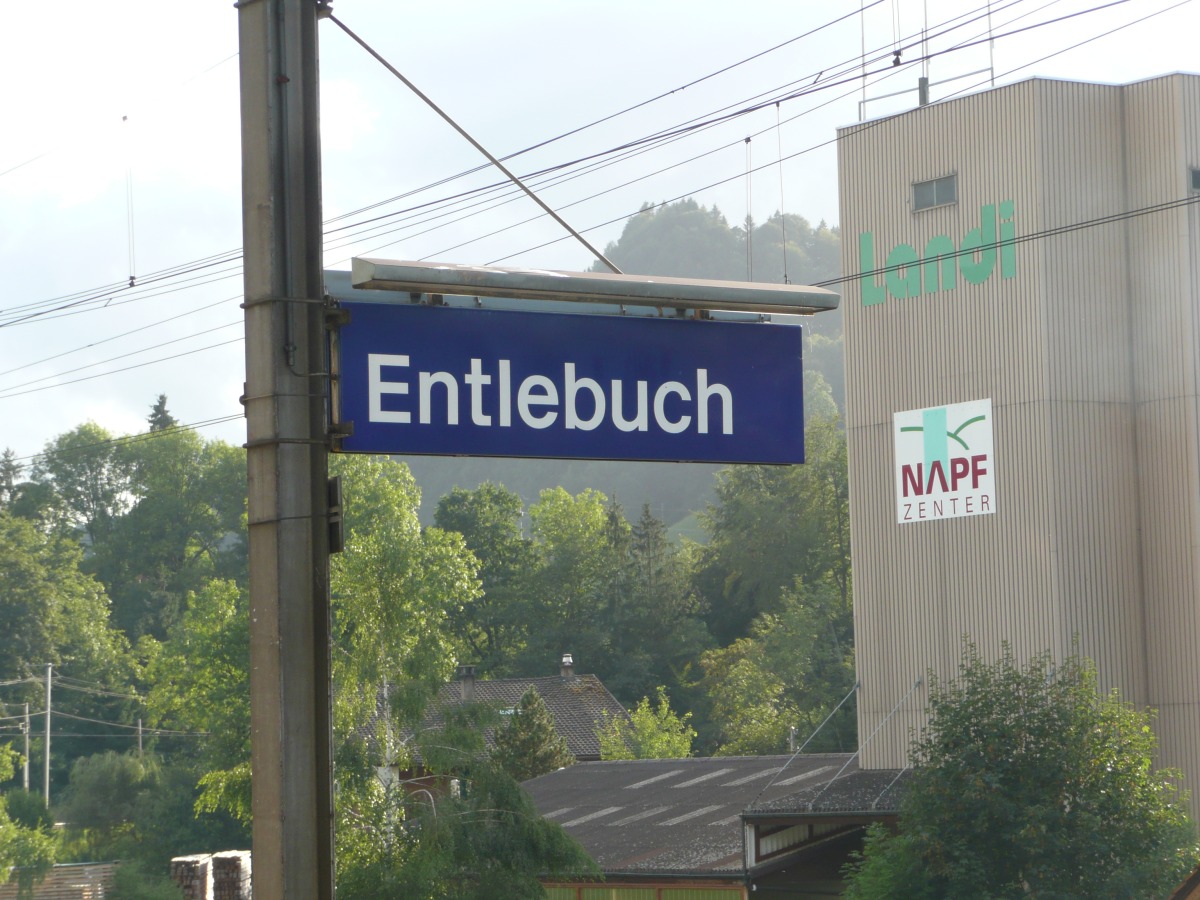 Entlebuch
Landi
NAPF
ZENTER